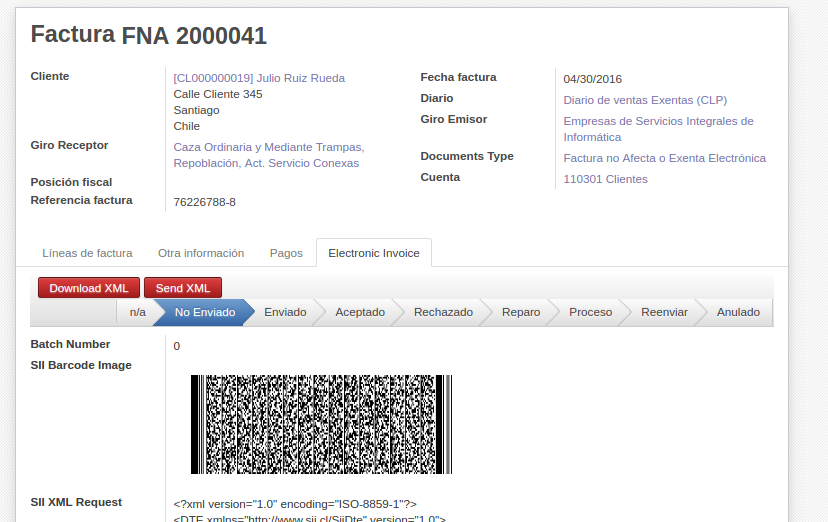 Factura FNA 2000041
Cliente
[CL000000019] Julio Ruiz Rueda
Calle Cliente 345
Santiago
Chile
Giro Receptor
Caza Ordinaria y Mediante Trampas,
Repoblación, Act. Servicio Conexas
Posición fiscal
Referencia factura
76226788-8
Fecha factura
04/30/2016
Diario
Diario de ventas Exentas (CLP)
Giro Emisor
Empresas de Servicios Integrales de
Informática
Documents Type
Factura no Afecta o Exenta Electrónica
Cuenta
110301 Clientes
Líneas de factura
Otra información
Pagos
Electronic Invoice
Download XML
Send XML
n/a
No Enviado
Enviado
Aceptado
Rechazado
Reparo
Proceso
Reenviar
Anulado
Batch Number
0
SII Barcode Image
SII XML Request
<?xml version="1.0" encoding="ISO-8859-1"?>
<DTE xmlns="http://www.sii.cl/SiiDte" version="1.0">